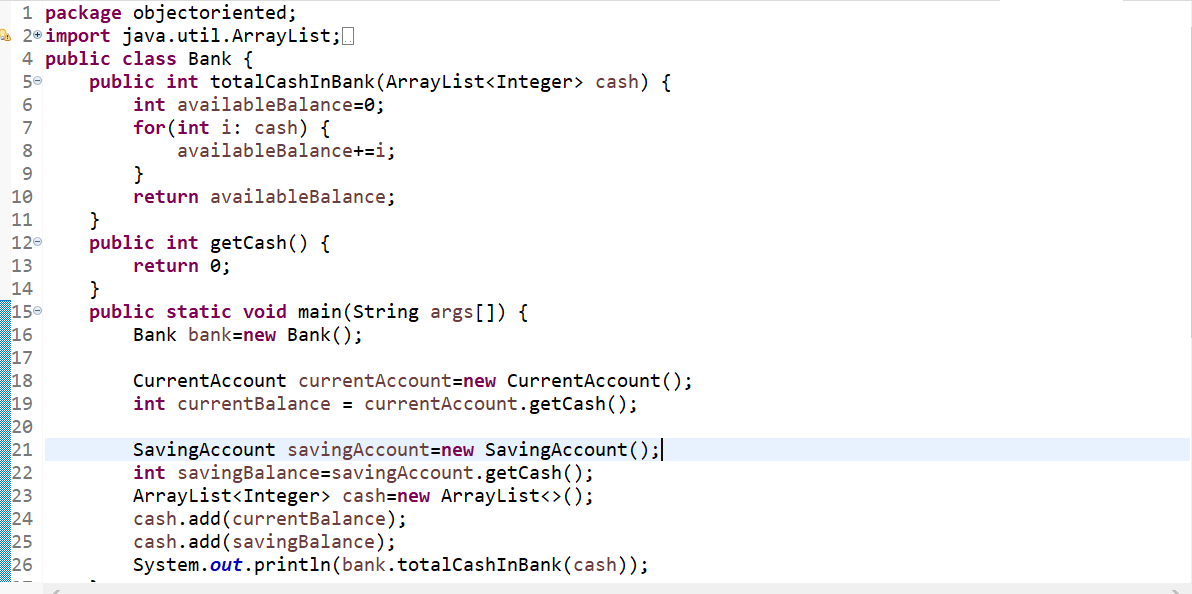 1 package objectoriented;
2 import java.util.ArrayList;
4 public class Bank {
5 public int totalCashInBank(ArrayList<Integer> cash) {
6 int availableBalance=0;
7 for(int i: cash) {
8 availableBalance+=i;
9 }
10 return availableBalance;
11 }
12 public int getCash() {
13 return 0;
14 }
15 public static void main(String args[]) {
16 Bank bank=new Bank();
17
18 CurrentAccount currentAccount=new CurrentAccount();
19 int currentBalance = currentAccount.getCash();
20
21 SavingAccount savingAccount=new SavingAccount();
22 int savingBalance=savingAccount.getCash();
23 ArrayList<Integer> cash=new ArrayList<>();
24 cash.add(currentBalance);
25 cash.add(savingBalance);
26 System.out.println(bank.totalCashInBank(cash));